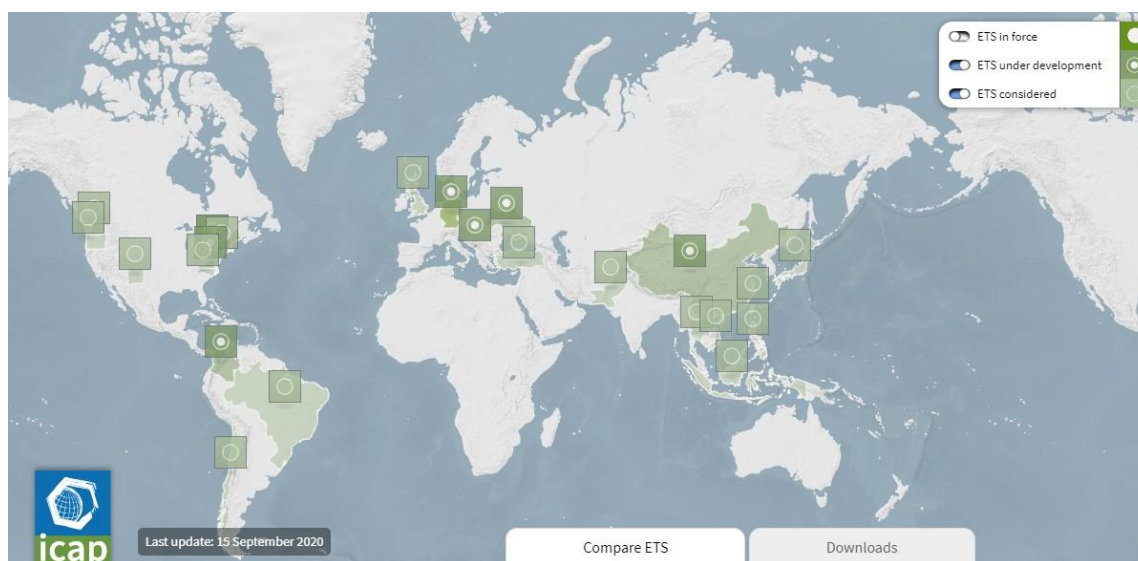 ETS in force
ETS under development
ETS considered
icap
Last update: 15 September 2020
Compare ETS
Downloads